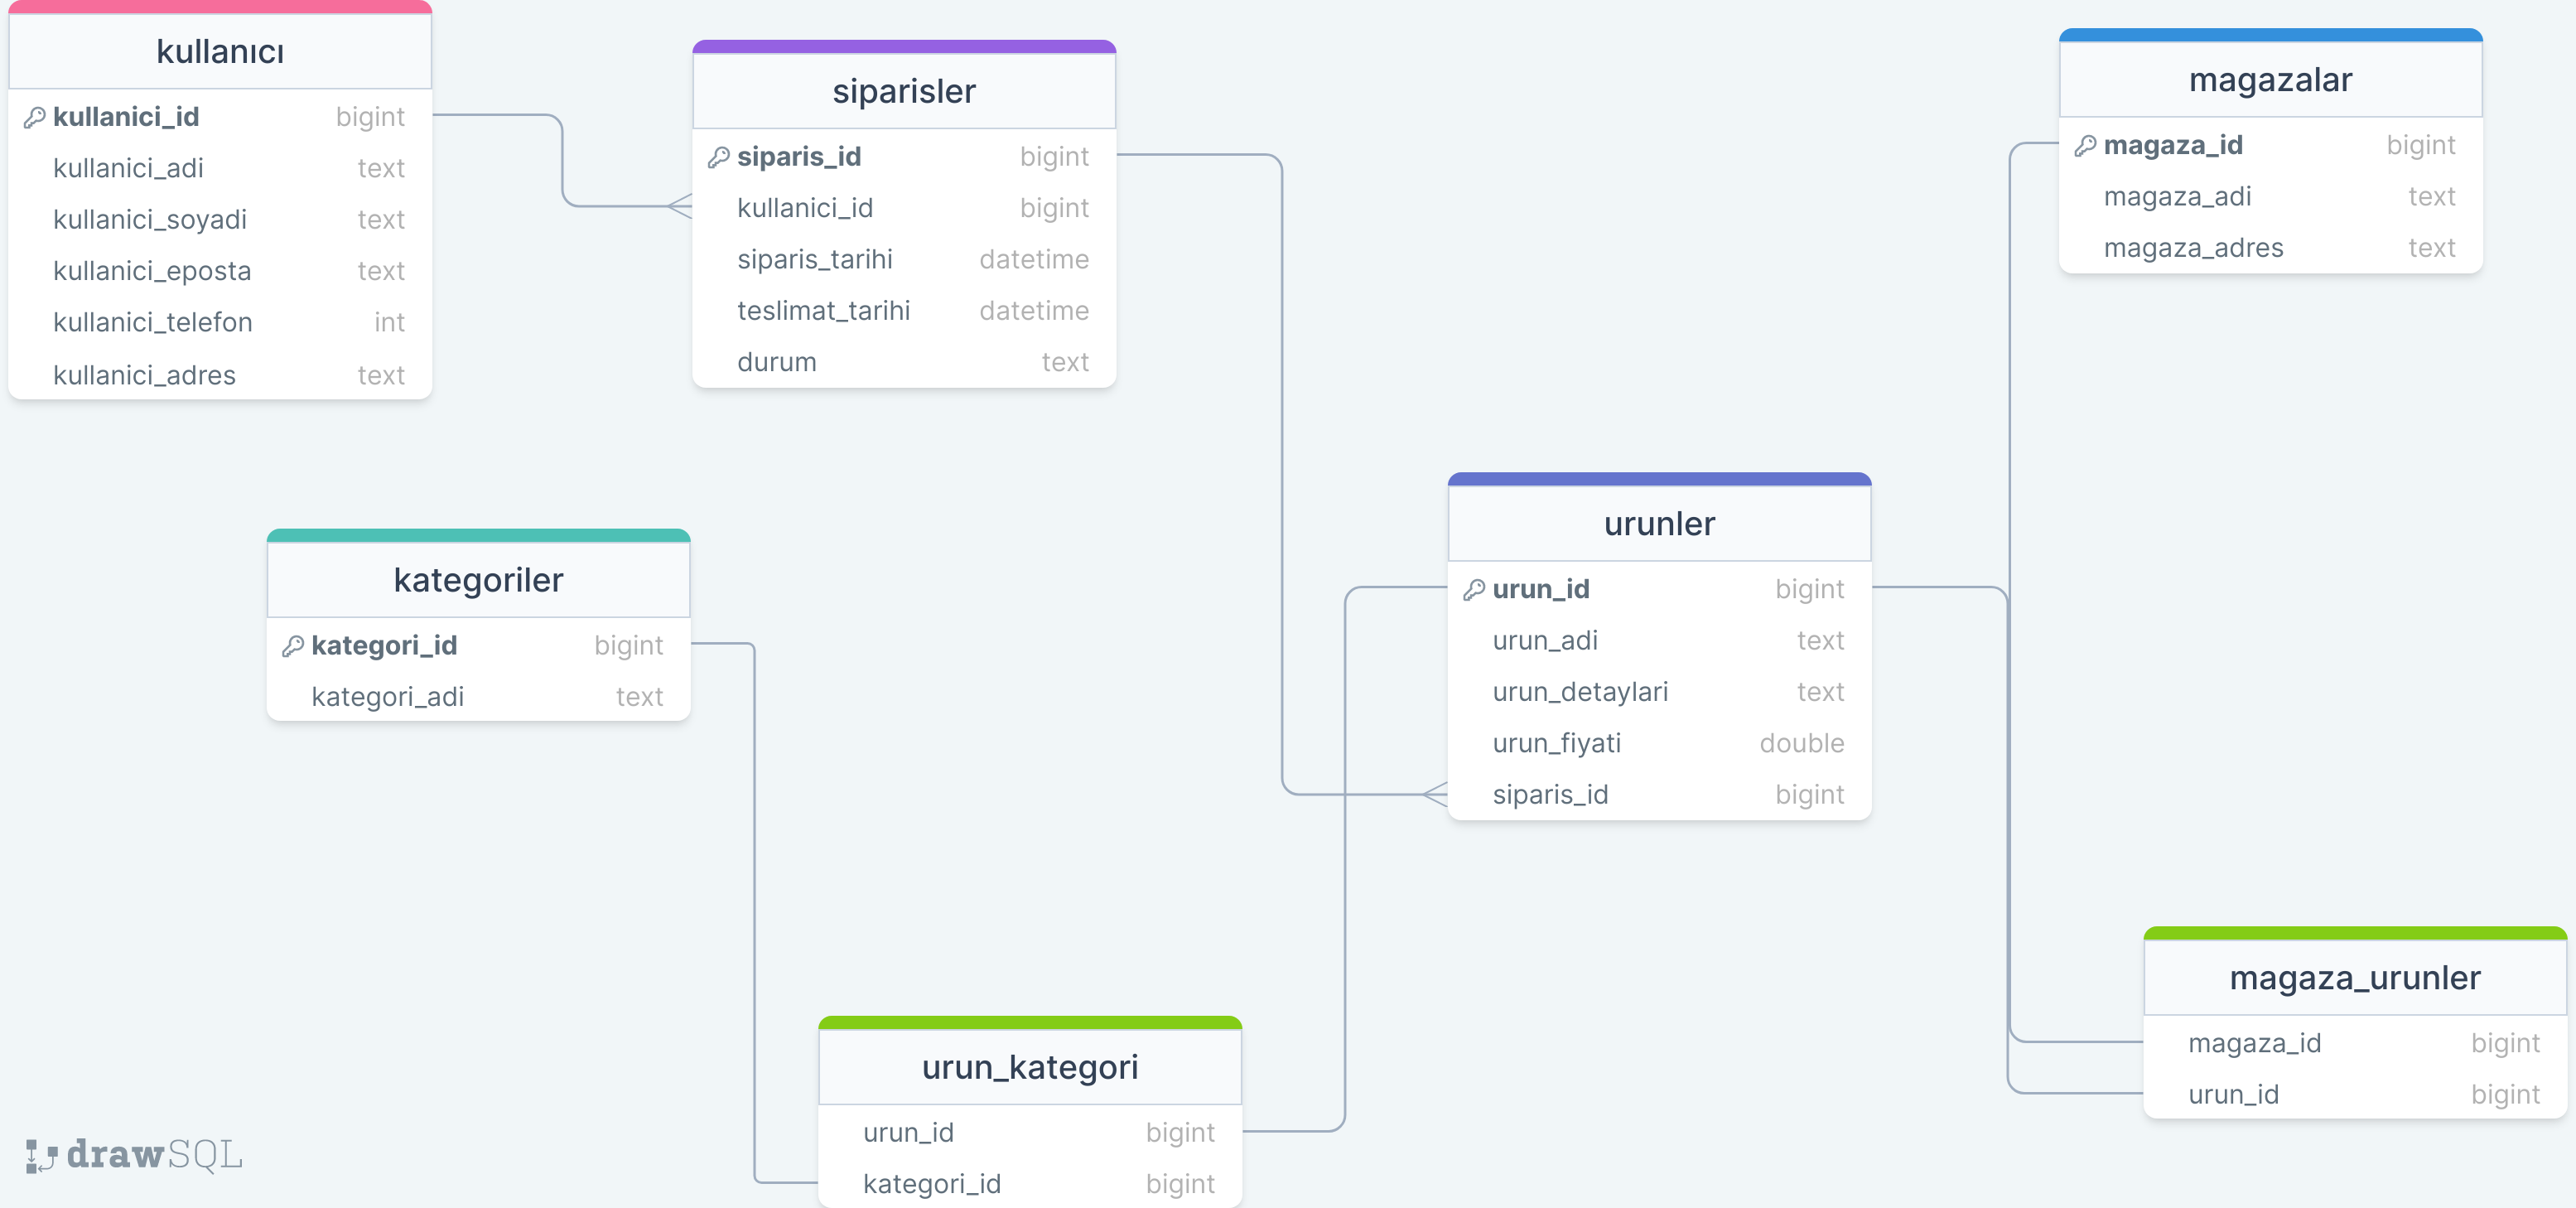 kullanıcı
kullanici_id bigint
kullanici_adi text
kullanici_soyadi text
kullanici_eposta text
kullanici_telefon int
kullanici_adres text
siparisler
siparis_id bigint
kullanici_id bigint
siparis_tarihi datetime
teslimat_tarihi datetime
durum text
magazalar
magaza_id bigint
magaza_adi text
magaza_adres text
kategoriler
kategori_id bigint
kategori_adi text
urunler
urun_id bigint
urun_adi text
urun_detaylari text
urun_fiyati double
siparis_id bigint
urun_kategori
urun_id bigint
kategori_id bigint
magaza_urunler
magaza_id bigint
urun_id bigint
drawSQL